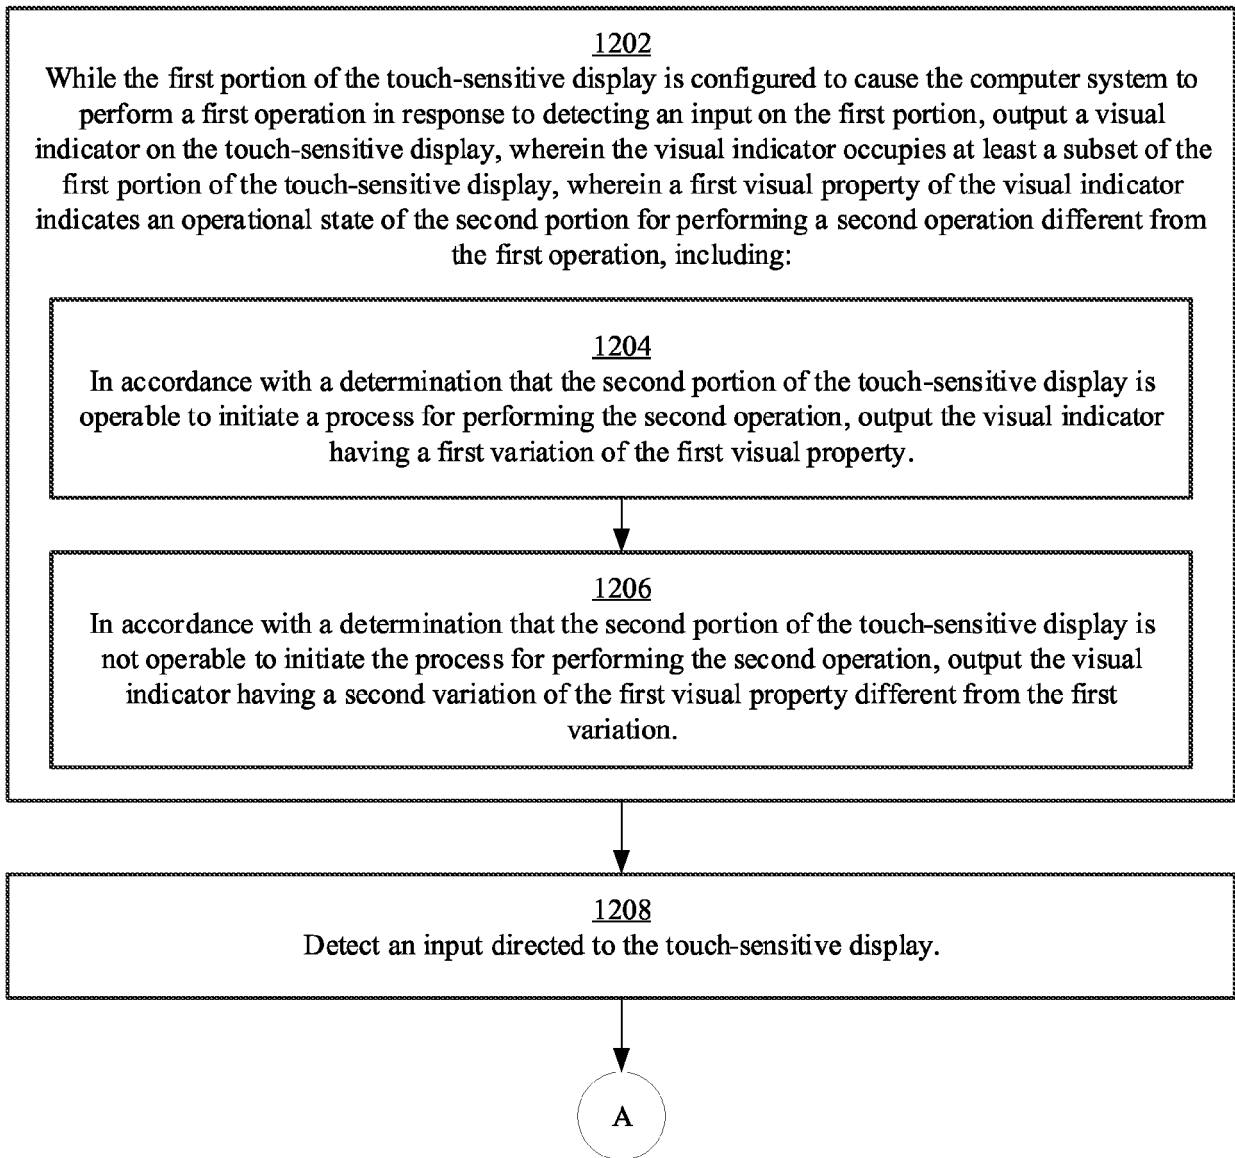 1202
While the first portion of the touch-sensitive display is configured to cause the computer system to
perform a first operation in response to detecting an input on the first portion, output a visual
indicator on the touch-sensitive display, wherein the visual indicator occupies at least a subset of the
first portion of the touch-sensitive display, wherein a first visual property of the visual indicator
indicates an operational state of the second portion for performing a second operation different from
the first operation, including:
1204
In accordance with a determination that the second portion of the touch-sensitive display is
operable to initiate a process for performing the second operation, output the visual indicator
having a first variation of the first visual property.
1206
In accordance with a determination that the second portion of the touch-sensitive display is
not operable to initiate the process for performing the second operation, output the visual
indicator having a second variation of the first visual property different from the first
variation.
1208
Detect an input directed to the touch-sensitive display.
A